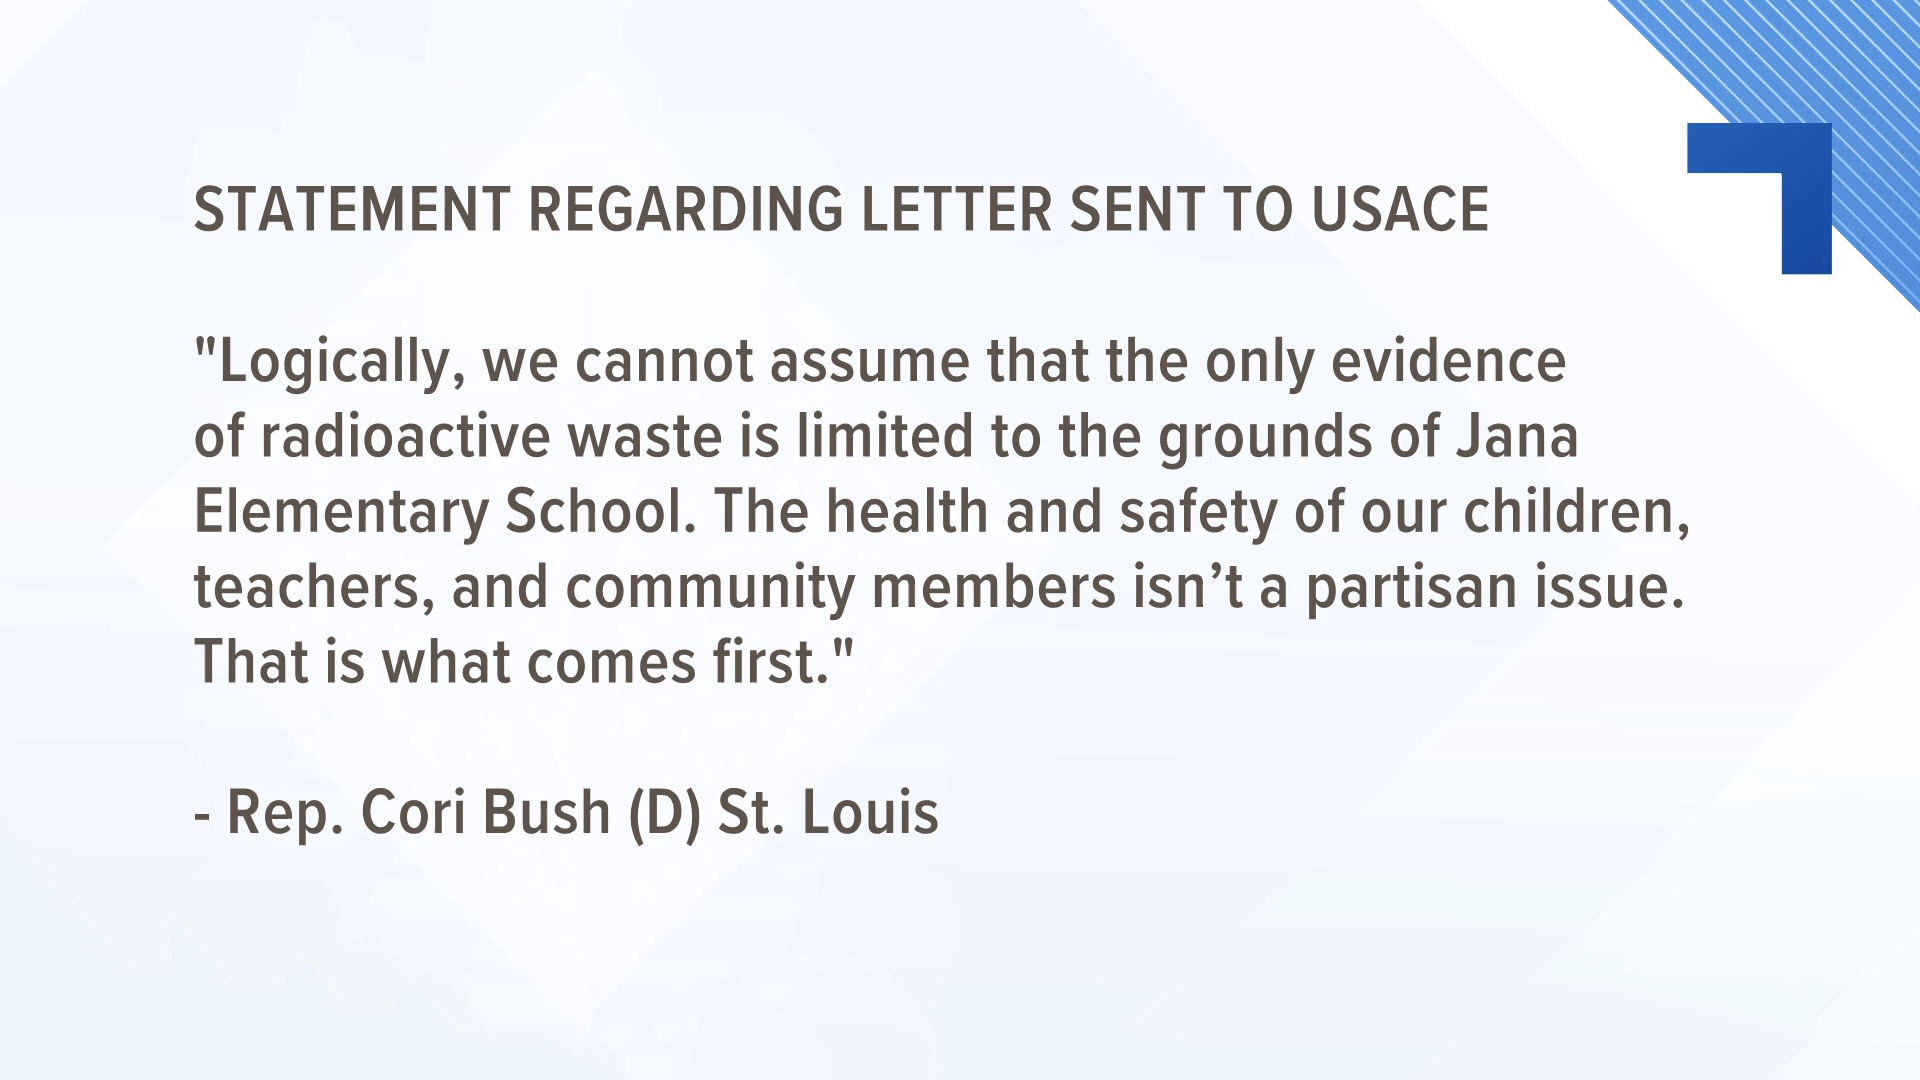 STATEMENT REGARDING LETTER SENT TO USACE
"Logically, we cannot assume that the only evidence
of radioactive waste is limited to the grounds of Jana
Elementary School. The health and safety of our children,
teachers, and community members isn’t a partisan issue.
That is what comes first."
- Rep. Cori Bush (D) St. Louis